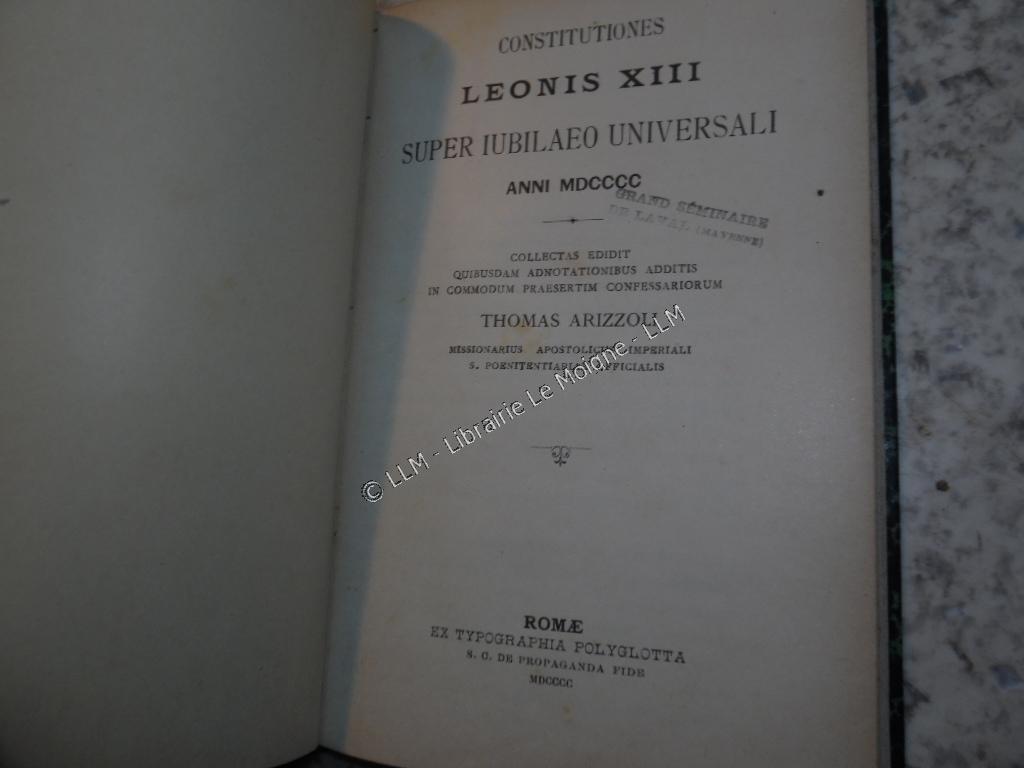 CONSTITUTIONES
LEONIS XIII
SUPER IUBILAEO UNIVERSALI
ANNI MDCCCC
GRAND SÉMINAIRE
DE LAVAL (MAYENNE)
COLLECTAS EDIDIT
QUIBUSDAM ADNOTATIONIBUS ADDITIS
IN COMMODUM PRAESERTIM CONFESSARIORUM
THOMAS ARIZZOLI
MISSIONARIUS APOSTOLICUS IMPERIALI
S. POENITENTIARIAE OFFICIALIS
© LLM - Librairie Le Moigne - LLM
ROMÆ
EX TYPOGRAPHIA POLYGLOTTA
S. C. DE PROPAGANDA FIDE
MDCCCC